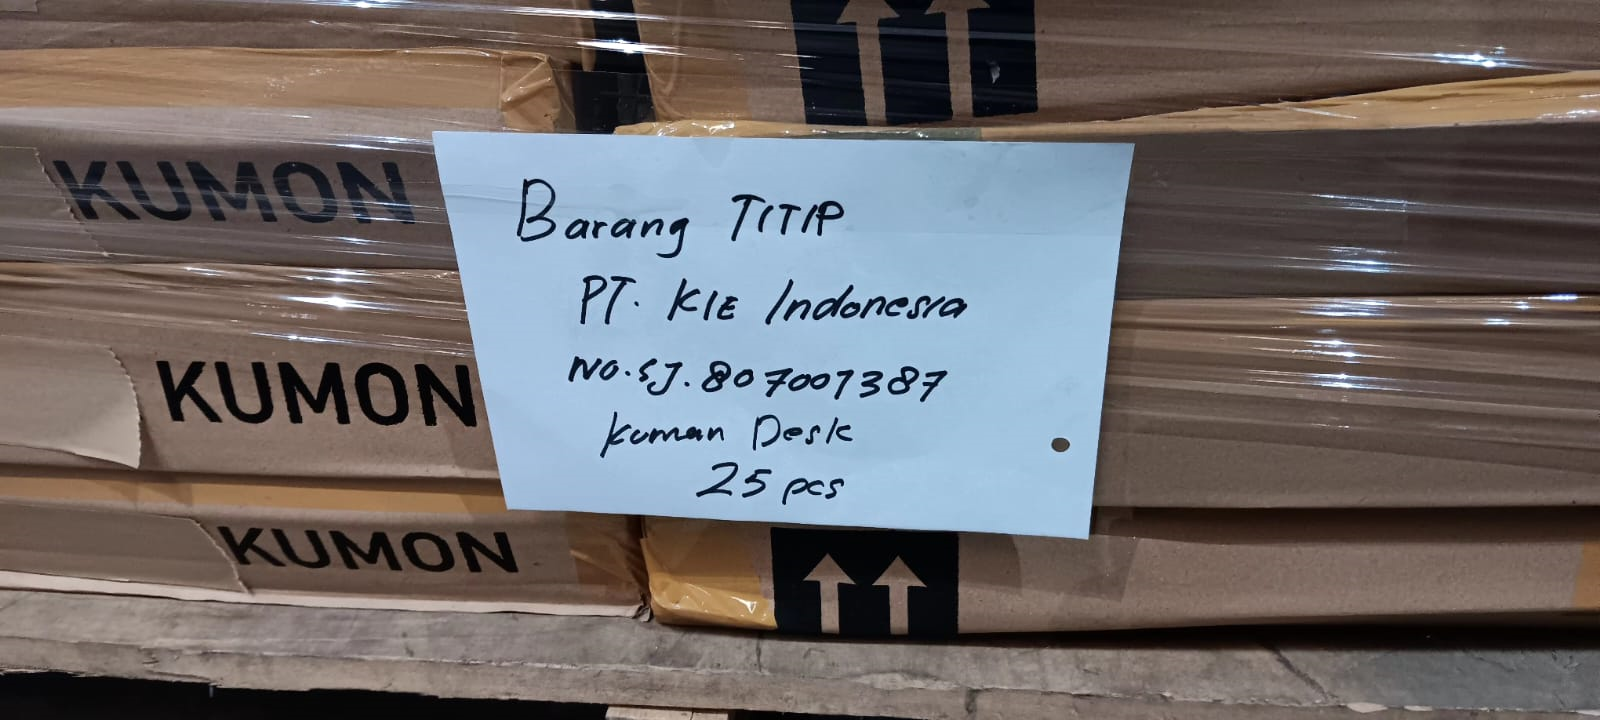 KUMON
KUMON
KUMON
Barang TITIP
PT. KIE Indonesia
NO.SJ.807007387
Kuman Desk
25 pcs